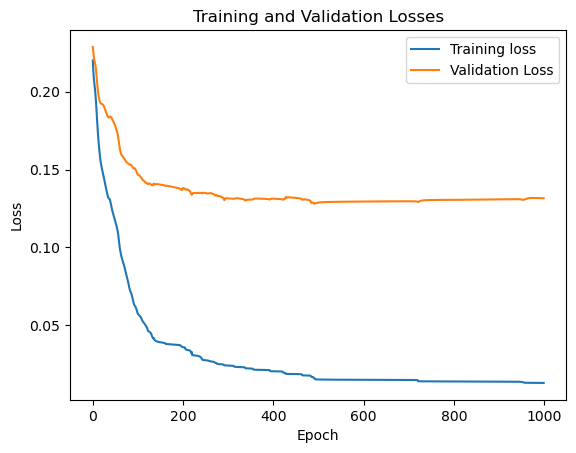 Training and Validation Losses
Training loss
Validation Loss
Loss
0.20
0.15
0.10
0.05
0
200
400
600
800
1000
Epoch